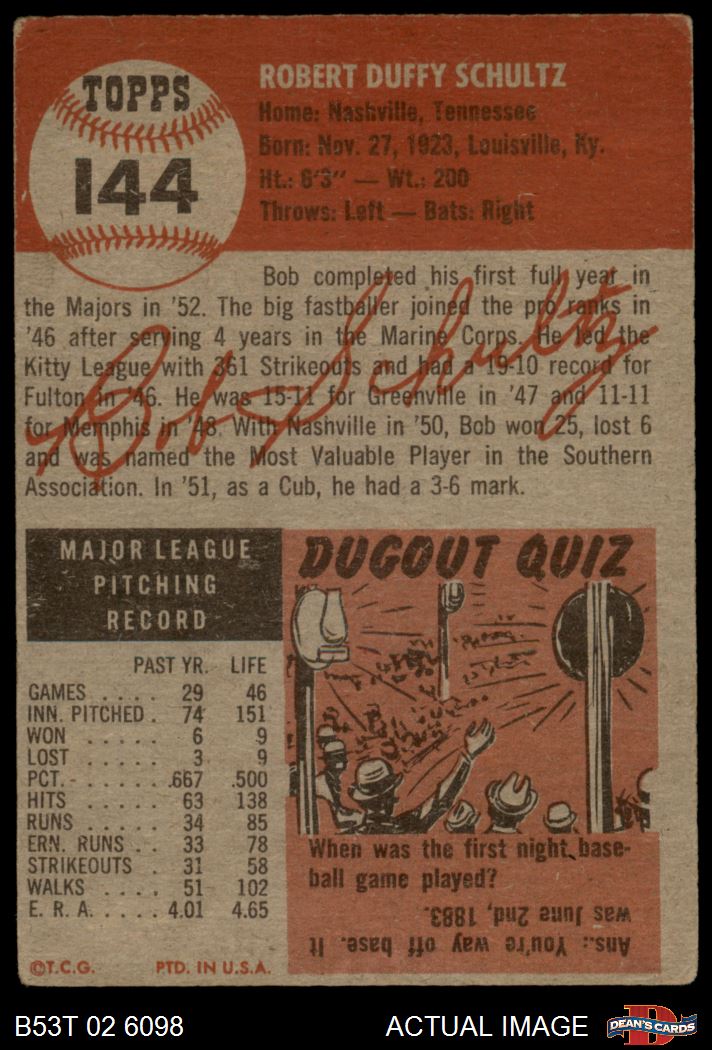 TOPPS
144
ROBERT DUFFY SCHULTZ
Home: Nashville, Tennessee
Born: Nov. 27, 1923, Louisville, Ky.
Ht.: 6'3" — Wt.: 200
Throws: Left — Bats: Right
Bob completed his first full year in
the Majors in '52. The big fastballer joined the pro ranks in
'46 after serving 4 years in the Marine Corps. He led the
Kitty League with 361 Strikeouts and had a 19-10 record for
Fulton in '46. He was 15-11 for Greenville in '47 and 11-11
for Memphis in '48. With Nashville in '50, Bob won 25, lost 6
and was named the Most Valuable Player in the Southern
Association. In '51, as a Cub, he had a 3-6 mark.
Bob Schultz
MAJOR LEAGUE
PITCHING
RECORD
PAST YR. LIFE
GAMES .... 29 46
INN. PITCHED . 74 151
WON ..... 6 9
LOST ..... 3 9
PCT. ..... .667 .500
HITS ..... 63 138
RUNS ..... 34 85
ERN. RUNS .. 33 78
STRIKEOUTS . 31 58
WALKS .... 51 102
E. R. A. .... 4.01 4.65
©T.C.G. PTD. IN U.S.A.
DUGOUT QUIZ
When was the first night base-
ball game played?
Ans.: You're way off base. It
was June 2nd, 1883.
B53T 02 6098
ACTUAL IMAGE
DEAN'S CARDS